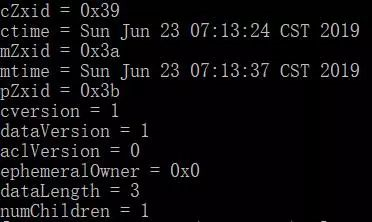 cZxid = 0x39
ctime = Sun Jun 23 07:13:24 CST 2019
mZxid = 0x3a
mtime = Sun Jun 23 07:13:37 CST 2019
pZxid = 0x3b
cversion = 1
dataVersion = 1
aclVersion = 0
ephemeralOwner = 0x0
dataLength = 3
numChildren = 1